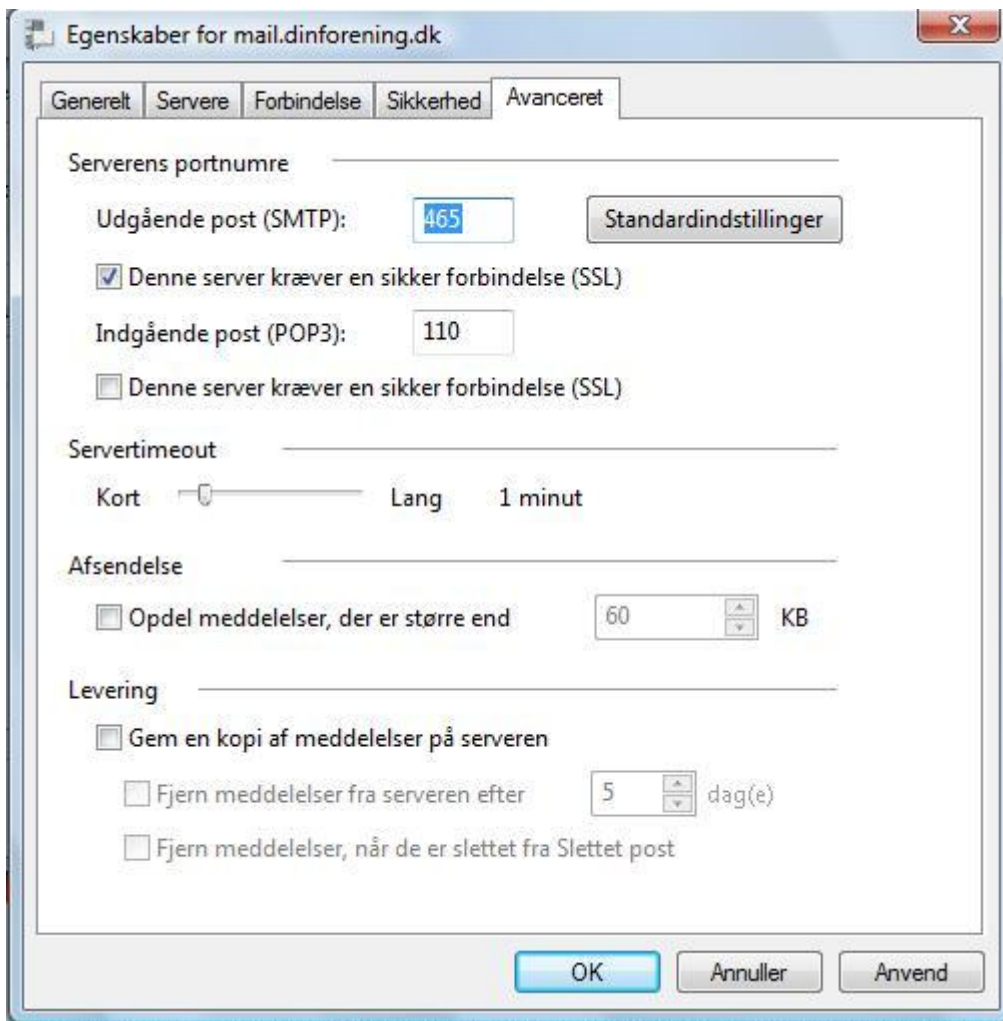 Egenskaber for mail.dinforening.dk
Generelt Servere Forbindelse Sikkerhed Avanceret
Serverens portnumre
Udgående post (SMTP): 465 Standardindstillinger
Denne server kræver en sikker forbindelse (SSL)
Indgående post (POP3): 110
Denne server kræver en sikker forbindelse (SSL)
Servertimeout
Kort Lang 1 minut
Afsendelse
Opdel meddelelser, der er større end 60 KB
Levering
Gem en kopi af meddelelser på serveren
Fjern meddelelser fra serveren efter 5 dag(e)
Fjern meddelelser, når de er slettet fra Slettet post
OK Annuller Anvend